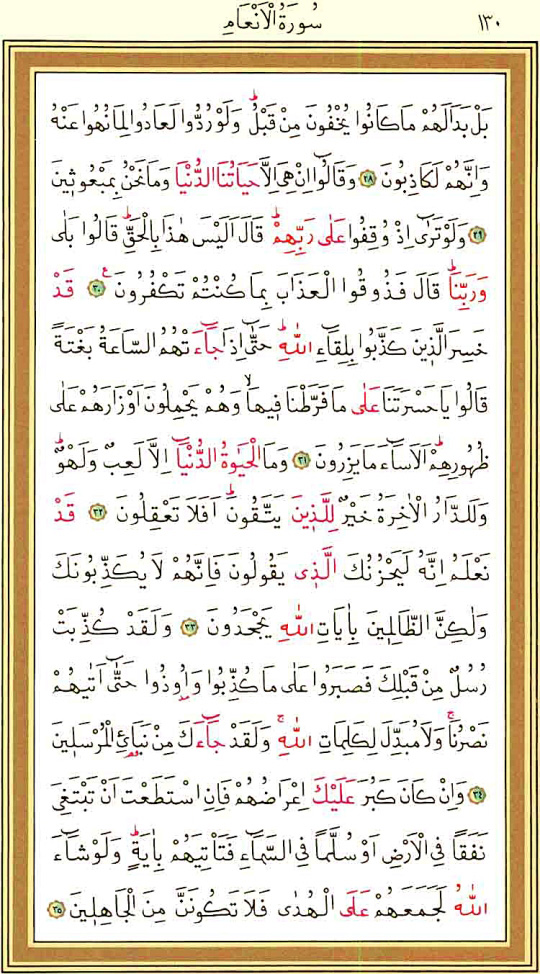 ١٣٠ سُورَةُ الْاَنْعَامِ
بَلْ بَدَا لَهُمْ مَا كَانُوا يُخْفُونَ مِنْ قَبْلُۜ وَلَوْ رُدُّوا لَعَادُوا لِمَا نُهُوا عَنْهُ
وَاِنَّهُمْ لَكَاذِبُونَ ﴿٢٨﴾ وَقَالُٓوا اِنْ هِيَ اِلَّا حَيَاتُنَا الدُّنْيَا وَمَا نَحْنُ بِمَبْعُوث۪ينَ
﴿٢٩﴾ وَلَوْ تَرٰٓى اِذْ وُقِفُوا عَلٰى رَبِّهِمْۜ قَالَ اَلَيْسَ هٰذَا بِالْحَقِّۜ قَالُوا بَلٰى
وَرَبِّنَاۜ قَالَ فَذُوقُوا الْعَذَابَ بِمَا كُنْتُمْ تَكْفُرُونَ۟ ﴿٣٠﴾ قَدْ
خَسِرَ الَّذ۪ينَ كَذَّبُوا بِلِقَٓاءِ اللّٰهِۜ حَتّٰٓى اِذَا جَٓاءَتْهُمُ السَّاعَةُ بَغْتَةً
قَالُوا يَا حَسْرَتَنَا عَلٰى مَا فَرَّطْنَا ف۪يهَاۙ وَهُمْ يَحْمِلُونَ اَوْزَارَهُمْ عَلٰى
ظُهُورِهِمْۜ اَلَا سَٓاءَ مَا يَزِرُونَ ﴿٣١﴾ وَمَا الْحَيٰوةُ الدُّنْيَٓا اِلَّا لَعِبٌ وَلَهْوٌۜ
وَلَلدَّارُ الْاٰخِرَةُ خَيْرٌ لِلَّذ۪ينَ يَتَّقُونَۜ اَفَلَا تَعْقِلُونَ ﴿٣٢﴾ قَدْ
نَعْلَمُ اِنَّهُ لَيَحْزُنُكَ الَّذ۪ي يَقُولُونَ فَاِنَّهُمْ لَا يُكَذِّبُونَكَ
وَلٰكِنَّ الظَّالِم۪ينَ بِاٰيَاتِ اللّٰهِ يَجْحَدُونَ ﴿٣٣﴾ وَلَقَدْ كُذِّبَتْ
رُسُلٌ مِنْ قَبْلِكَ فَصَبَرُوا عَلٰى مَا كُذِّبُوا وَاُو۫ذُوا حَتّٰٓى اَتٰيهُمْ
نَصْرُنَاۚ وَلَا مُبَدِّلَ لِكَلِمَاتِ اللّٰهِۚ وَلَقَدْ جَٓاءَكَ مِنْ نَبَا۬ئِ الْمُرْسَل۪ينَ
﴿٣٤﴾ وَاِنْ كَانَ كَبُرَ عَلَيْكَ اِعْرَاضُهُمْ فَاِنِ اسْتَطَعْتَ اَنْ تَبْتَغِيَ
نَفَقًا فِي الْاَرْضِ اَوْ سُلَّمًا فِي السَّمَٓاءِ فَتَأْتِيَهُمْ بِاٰيَةٍۜ وَلَوْ شَٓاءَ
اللّٰهُ لَجَمَعَهُمْ عَلَى الْهُدٰى فَلَا تَكُونَنَّ مِنَ الْجَاهِل۪ينَ ﴿٣٥﴾